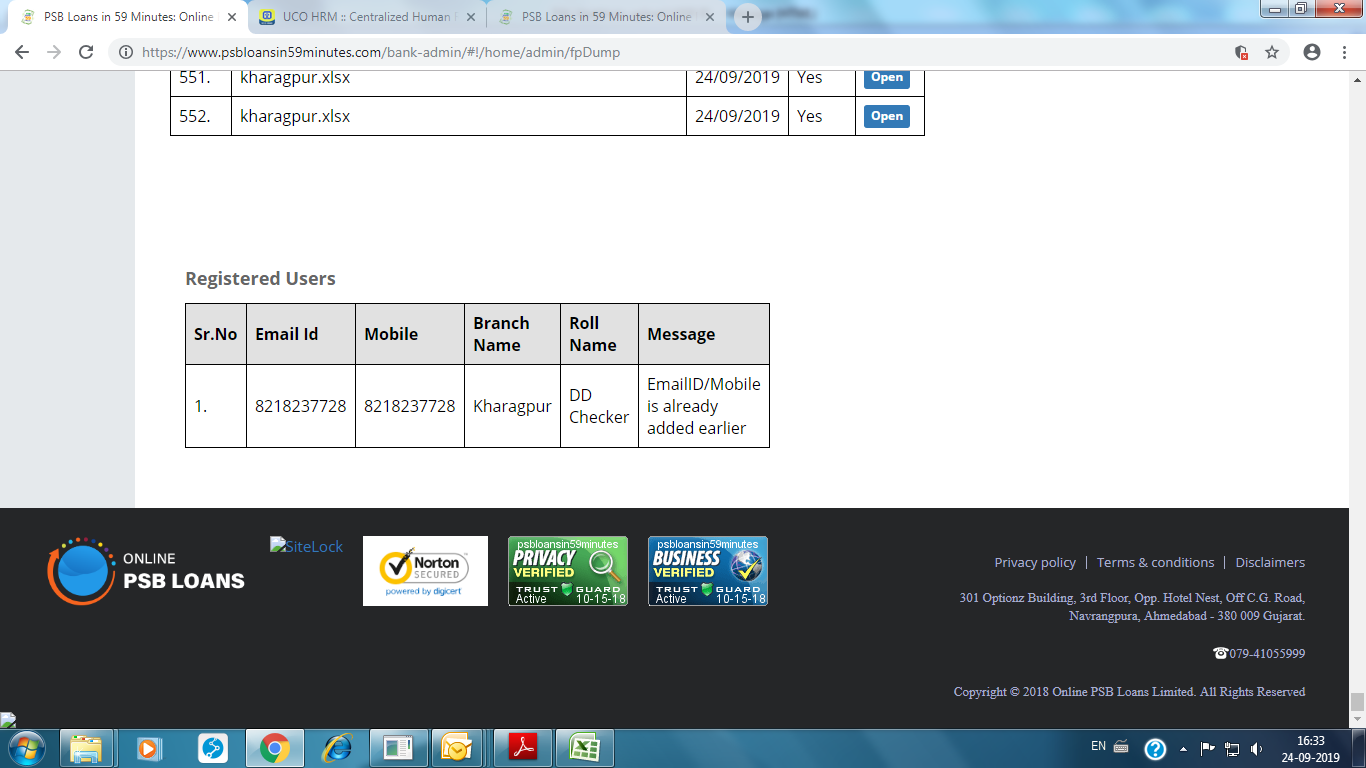 PSB Loans in 59 Minutes: Online
UCO HRM :: Centralized Human
PSB Loans in 59 Minutes: Online
https://www.psbloansin59minutes.com/bank-admin/#!/home/admin/fpDump
551. kharagpur.xlsx 24/09/2019 Yes Open
552. kharagpur.xlsx 24/09/2019 Yes Open
Registered Users
Sr.No Email Id Mobile Branch Name Roll Name Message
1. 8218237728 8218237728 Kharagpur DD Checker EmailID/Mobile is already added earlier
ONLINE
PSB LOANS
SiteLock
Norton
SECURED
powered by digicert
psbloansin59minutes
PRIVACY
VERIFIED
TRUST GUARD
Active 10-15-18
psbloansin59minutes
BUSINESS
VERIFIED
TRUST GUARD
Active 10-15-18
Privacy policy | Terms & conditions | Disclaimers
301 Optionz Building, 3rd Floor, Opp. Hotel Nest, Off C.G. Road,
Navrangpura, Ahmedabad - 380 009 Gujarat.
☎079-41055999
Copyright © 2018 Online PSB Loans Limited. All Rights Reserved
EN
16:33
24-09-2019